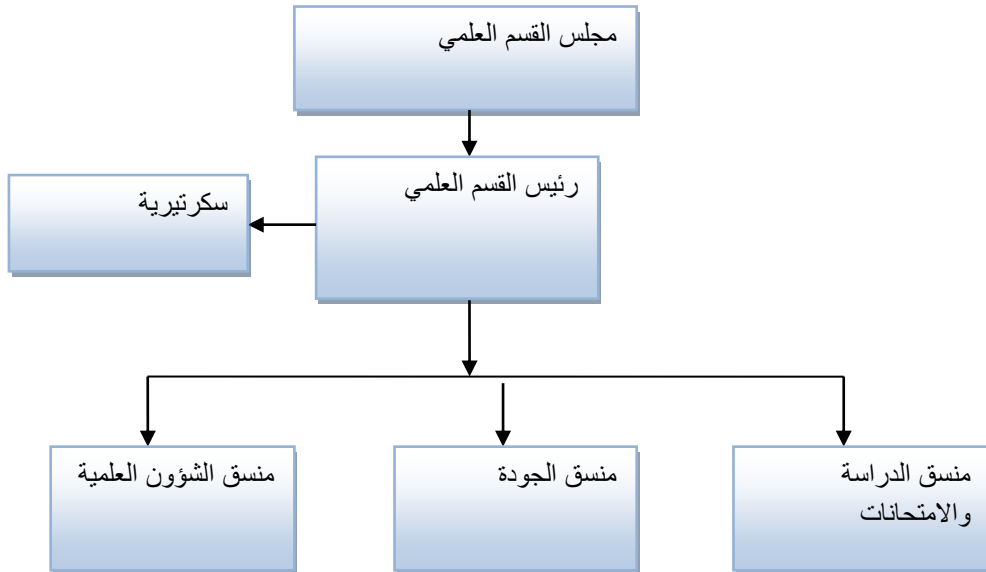 مجلس القسم العلمي
رئيس القسم العلمي
سكرتيرية
منسق الدراسة
والامتحانات
منسق الجودة
منسق الشؤون العلمية